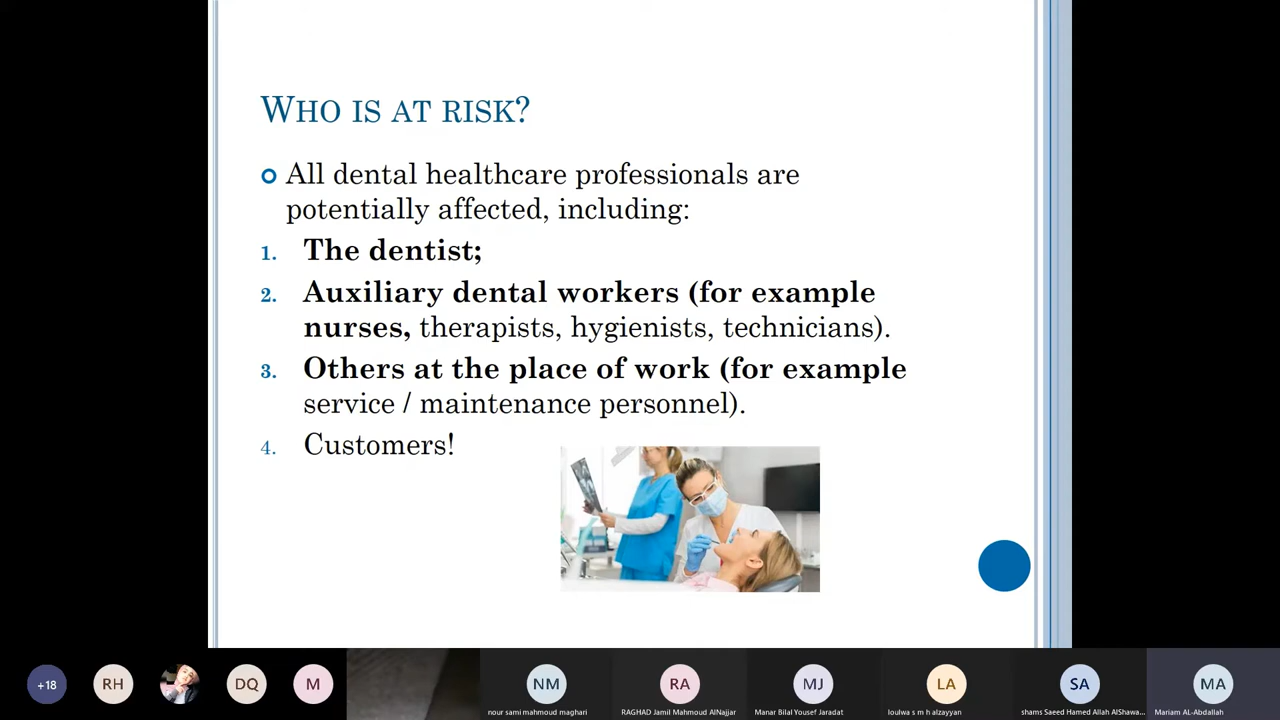 WHO IS AT RISK?
All dental healthcare professionals are
potentially affected, including:
1. The dentist;
2. Auxiliary dental workers (for example
nurses, therapists, hygienists, technicians).
3. Others at the place of work (for example
service / maintenance personnel).
4. Customers!
+18
RH
DQ
M
NM
RA
MJ
LA
SA
MA
nour sami mahmoud maghari
RAGHAD Jamil Mahmoud AlNajjar
Manar Bilal Yousef Jaradat
loulwa s m h alzayyan
shams Saeed Hamed Allah AlShawa...
Mariam AL-Abdallah